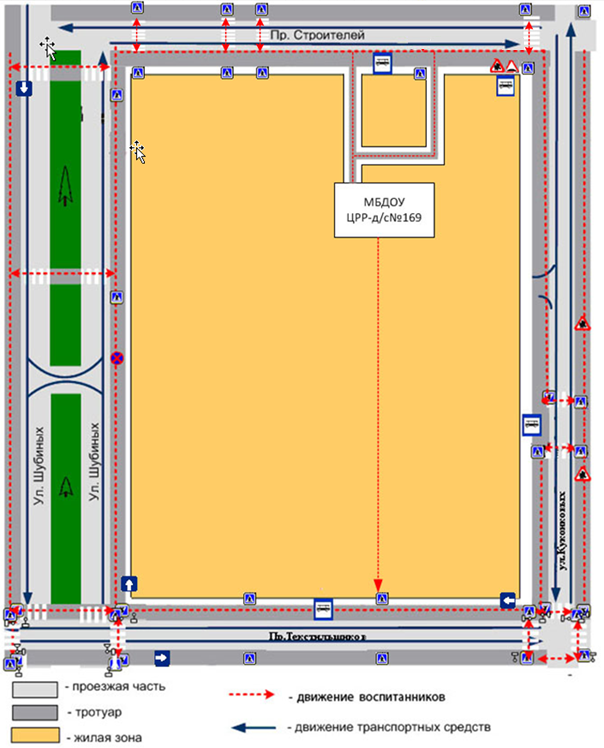 Пр. Строителей
МБДОУ
ЦРР-д/с№169
Ул. Шубиных
Ул. Шубиных
ул.Куконковых
Пр.Текстильщиков
- проезжая часть
- тротуар
- жилая зона
- движение воспитанников
- движение транспортных средств